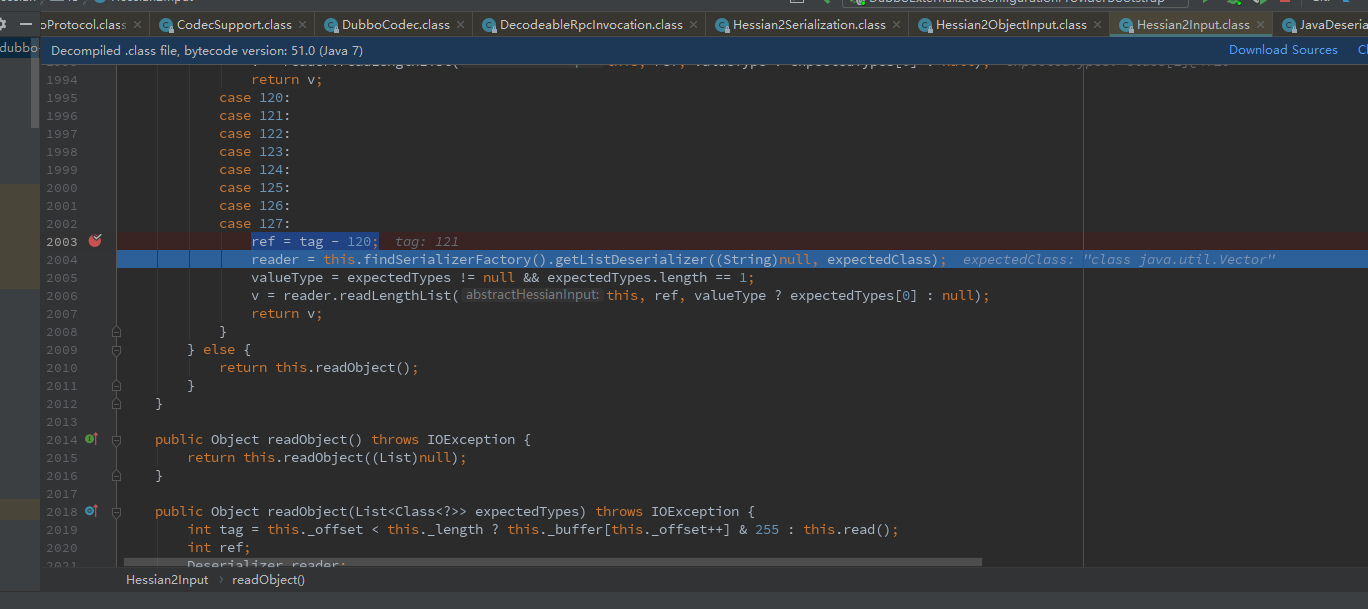 oProtocol.class × CodecSupport.class × DubboCodec.class × DecodeableRpcInvocation.class × Hessian2Serialization.class × Hessian2ObjectInput.class × Hessian2Input.class × JavaDeseria
dubbo-
Decompiled .class file, bytecode version: 51.0 (Java 7) Download Sources
1994 return v;
1995 case 120:
1996 case 121:
1997 case 122:
1998 case 123:
1999 case 124:
2000 case 125:
2001 case 126:
2002 case 127:
2003 ref = tag - 120; tag: 121
2004 reader = this.findSerializerFactory().getListDeserializer((String)null, expectedClass); expectedClass: "class java.util.Vector"
2005 valueType = expectedTypes != null && expectedTypes.length == 1;
2006 v = reader.readLengthList( abstractHessianInput: this, ref, valueType ? expectedTypes[0] : null);
2007 return v;
2008 }
2009 } else {
2010 return this.readObject();
2011 }
2012 }
2013
2014 public Object readObject() throws IOException {
2015 return this.readObject((List)null);
2016 }
2017
2018 public Object readObject(List<Class<?>> expectedTypes) throws IOException {
2019 int tag = this._offset < this._length ? this._buffer[this._offset++] & 255 : this.read();
2020 int ref;
2021 Deserializer reader;
Hessian2Input › readObject()